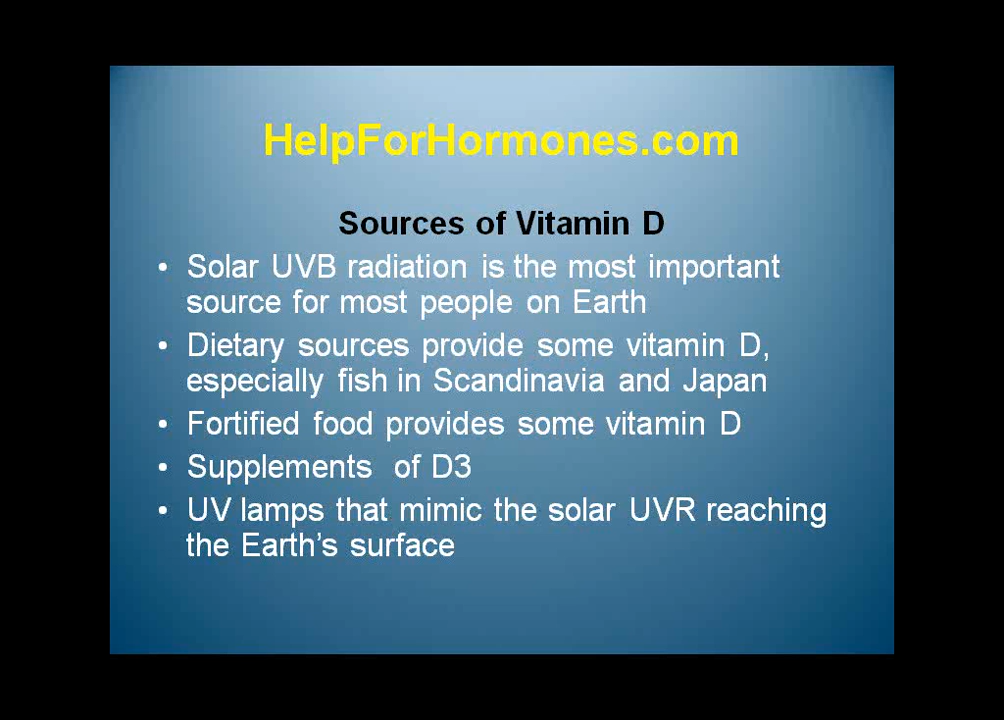 HelpForHormones.com
Sources of Vitamin D
• Solar UVB radiation is the most important
source for most people on Earth
• Dietary sources provide some vitamin D,
especially fish in Scandinavia and Japan
• Fortified food provides some vitamin D
• Supplements of D3
• UV lamps that mimic the solar UVR reaching
the Earth's surface